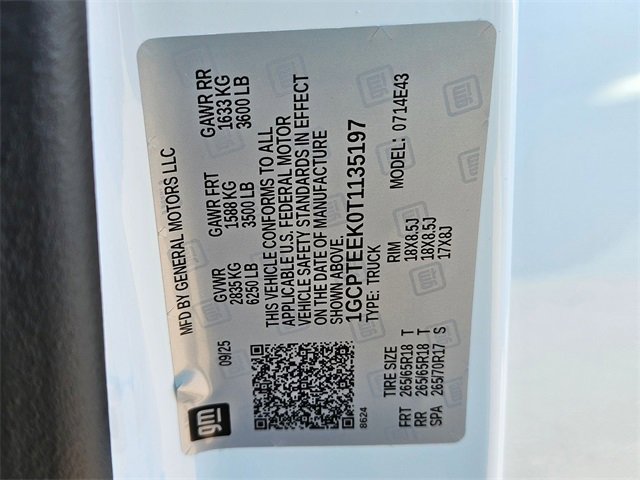 gm
MFD BY GENERAL MOTORS LLC
09/25
GVWR GAWR FRT GAWR RR
2835KG 1588 KG 1633 KG
6250 LB 3500 LB 3600 LB
THIS VEHICLE CONFORMS TO ALL
APPLICABLE U.S. FEDERAL MOTOR
VEHICLE SAFETY STANDARDS IN EFFECT
ON THE DATE OF MANUFACTURE
SHOWN ABOVE.
1GCPTEEK0T1135197
8624
TYPE: TRUCK
MODEL: 0714E43
TIRE SIZE RIM
FRT 265/65R18 T 18X8.5J
RR 265/65R18 T 18X8.5J
SPA 265/70R17 S 17X8J